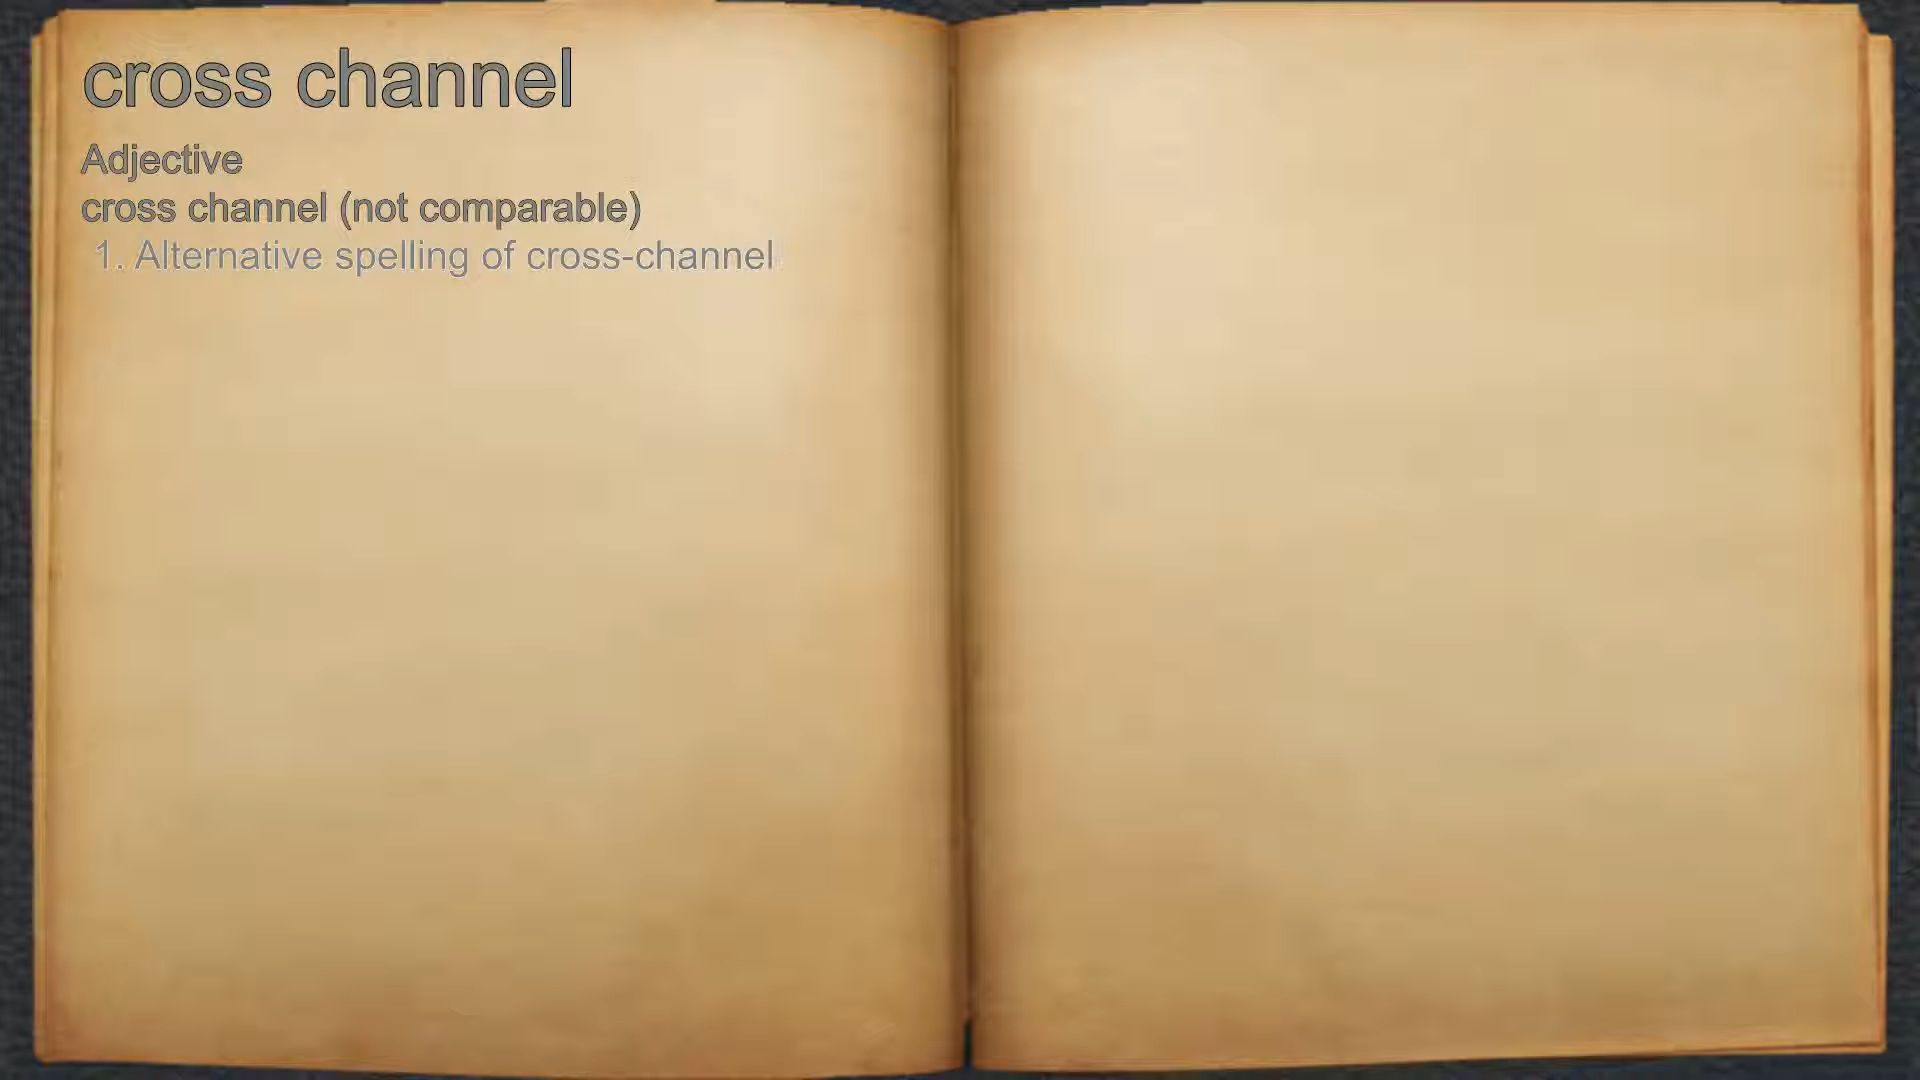 cross channel
Adjective
cross channel (not comparable)
1. Alternative spelling of cross-channel